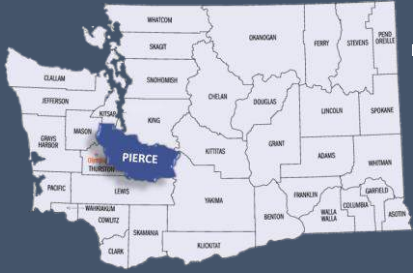 WHATCOM
OKANOGAN
PEND
OREILLE
FERRY
STEVENS
SKAGIT
CLALLAM
SNOHOMISH
CHELAN
JEFFERSON
DOUGLAS
LINCOLN
SPOKANE
KITSAP
KING
GRAYS
HARBOR
MASON
GRANT
KITTITAS
ADAMS
WHITMAN
PIERCE
Olympia
THURSTON
PACIFIC
LEWIS
YAKIMA
FRANKLIN
GARFIELD
COLUMBIA
WALLA
WALLA
ASOTIN
BENTON
WAHKIAKUM
COWLITZ
SKAMANIA
KLICKITAT
CLARK